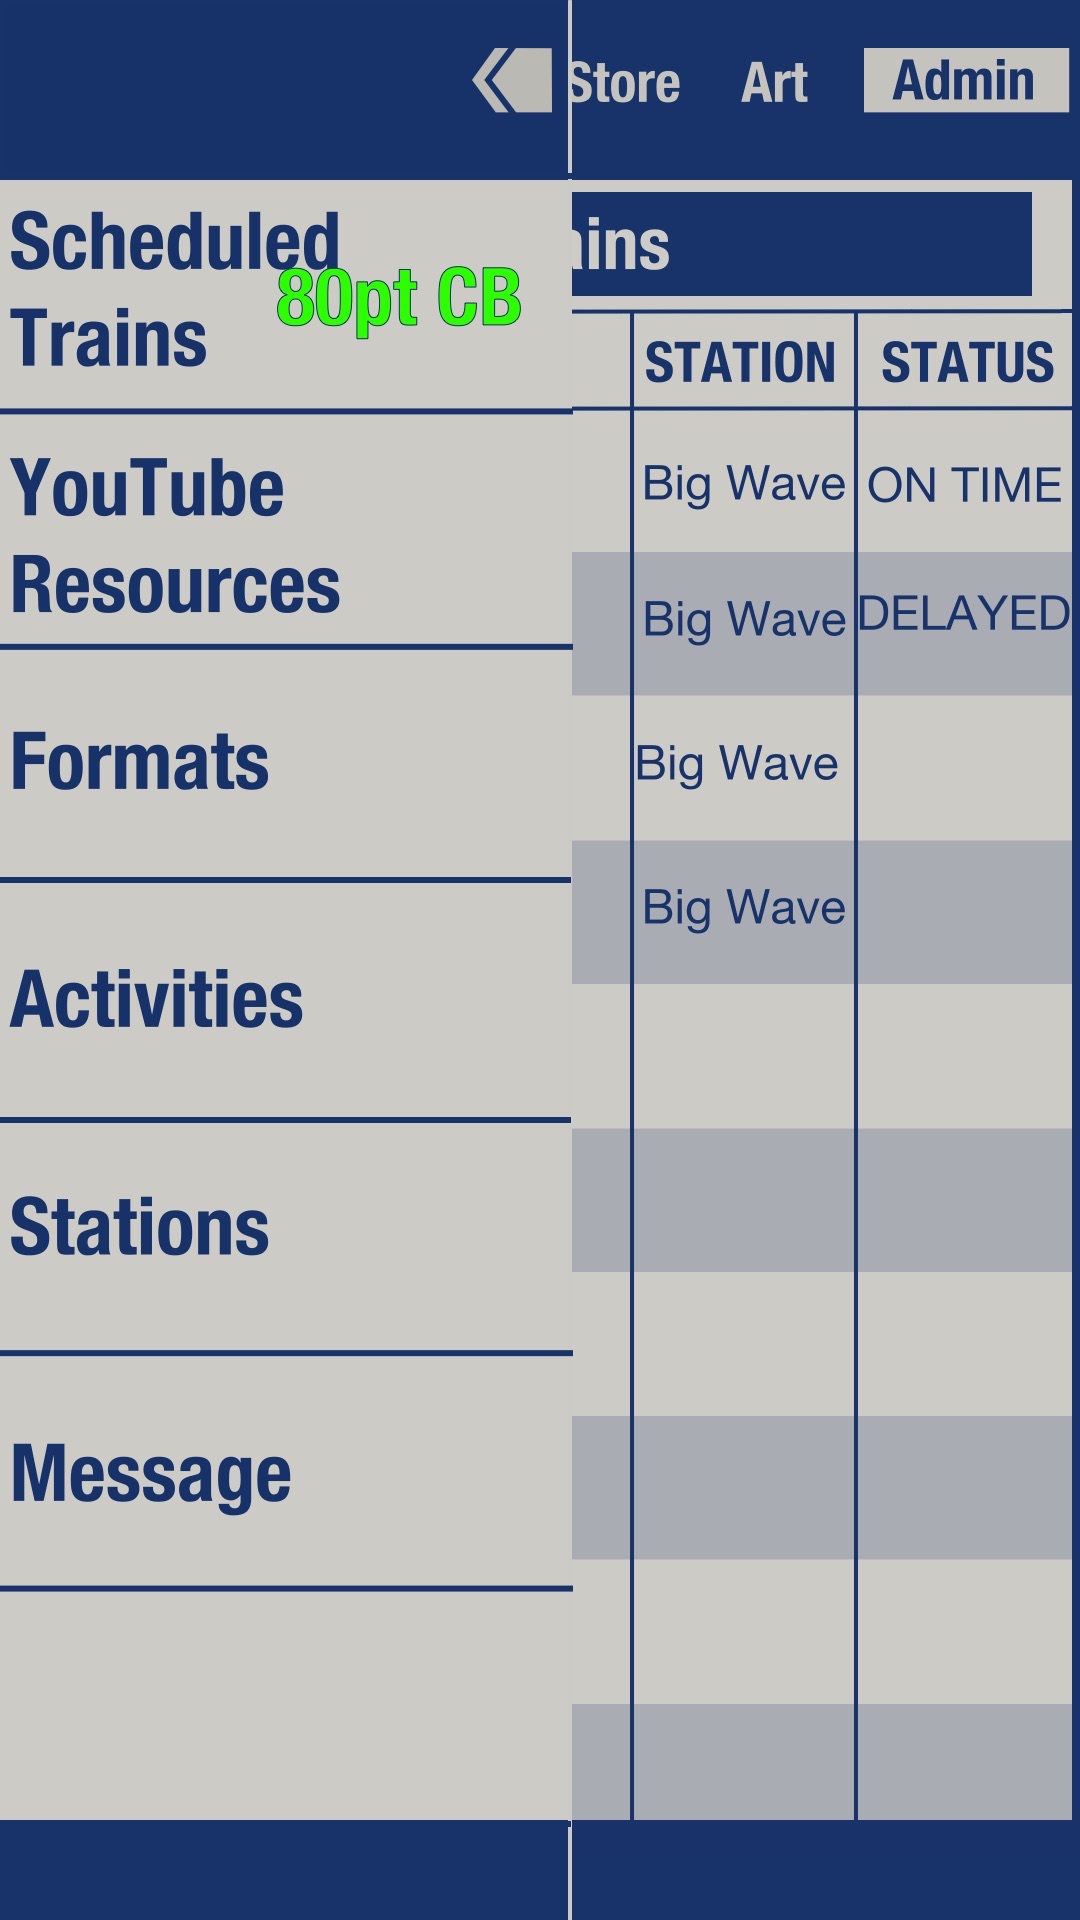 Store Art Admin
Scheduled
Trains
80pt CB
YouTube
Resources
Formats
Activities
Stations
Message
ains
STATION STATUS
Big Wave ON TIME
Big Wave DELAYED
Big Wave
Big Wave